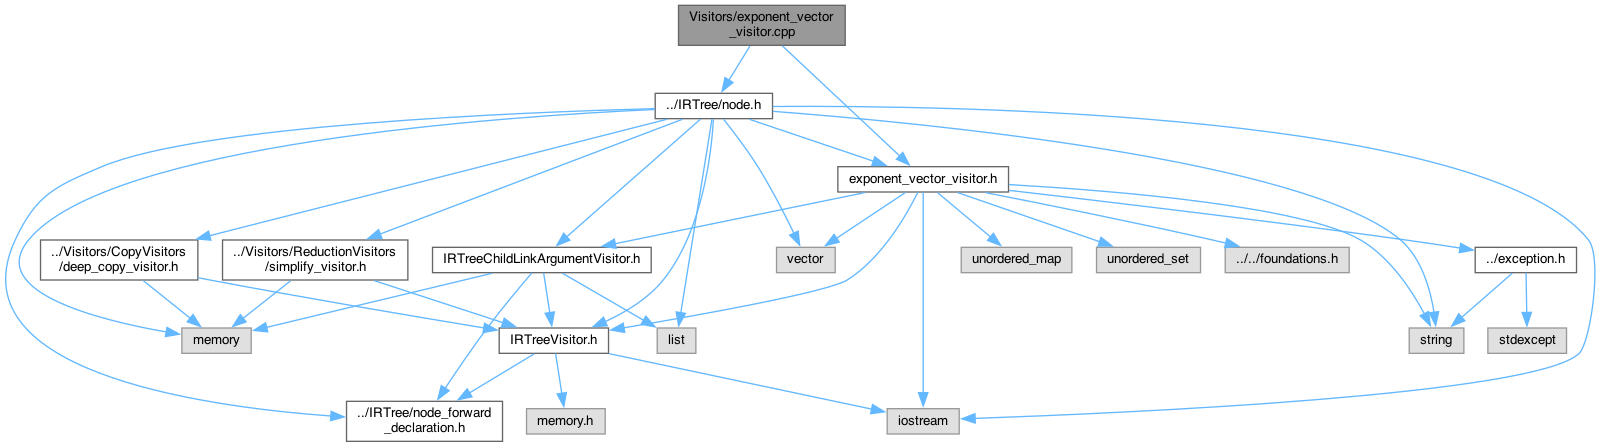 Visitors/exponent_vector
_visitor.cpp
../IRTree/node.h
exponent_vector_visitor.h
../Visitors/CopyVisitors
/deep_copy_visitor.h
../Visitors/ReductionVisitors
/simplify_visitor.h
IRTreeChildLinkArgumentVisitor.h
vector
unordered_map
unordered_set
../../foundations.h
../exception.h
memory
IRTreeVisitor.h
list
string
stdexcept
../IRTree/node_forward
_declaration.h
memory.h
iostream